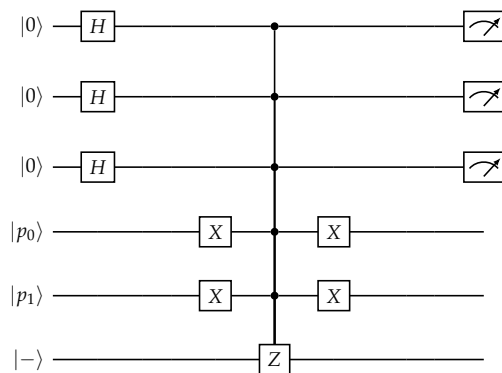 |0⟩ H
|0⟩ H
|0⟩ H
|p₀⟩ X X
|p₁⟩ X X
|−⟩ Z